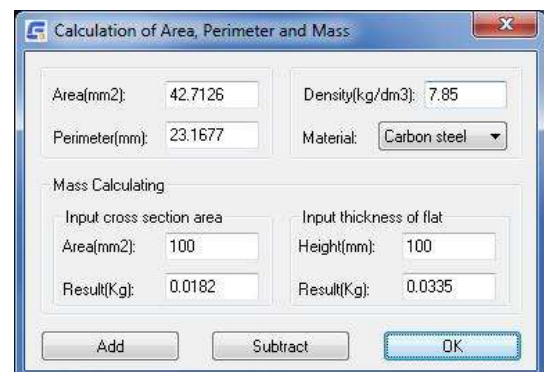 Calculation of Area, Perimeter and Mass
Area(mm2): 42.7126
Perimeter(mm): 23.1677
Density(kg/dm3): 7.85
Material: Carbon steel
Mass Calculating
Input cross section area
Area(mm2): 100
Result(Kg): 0.0182
Input thickness of flat
Height(mm): 100
Result(Kg): 0.0335
Add Subtract OK